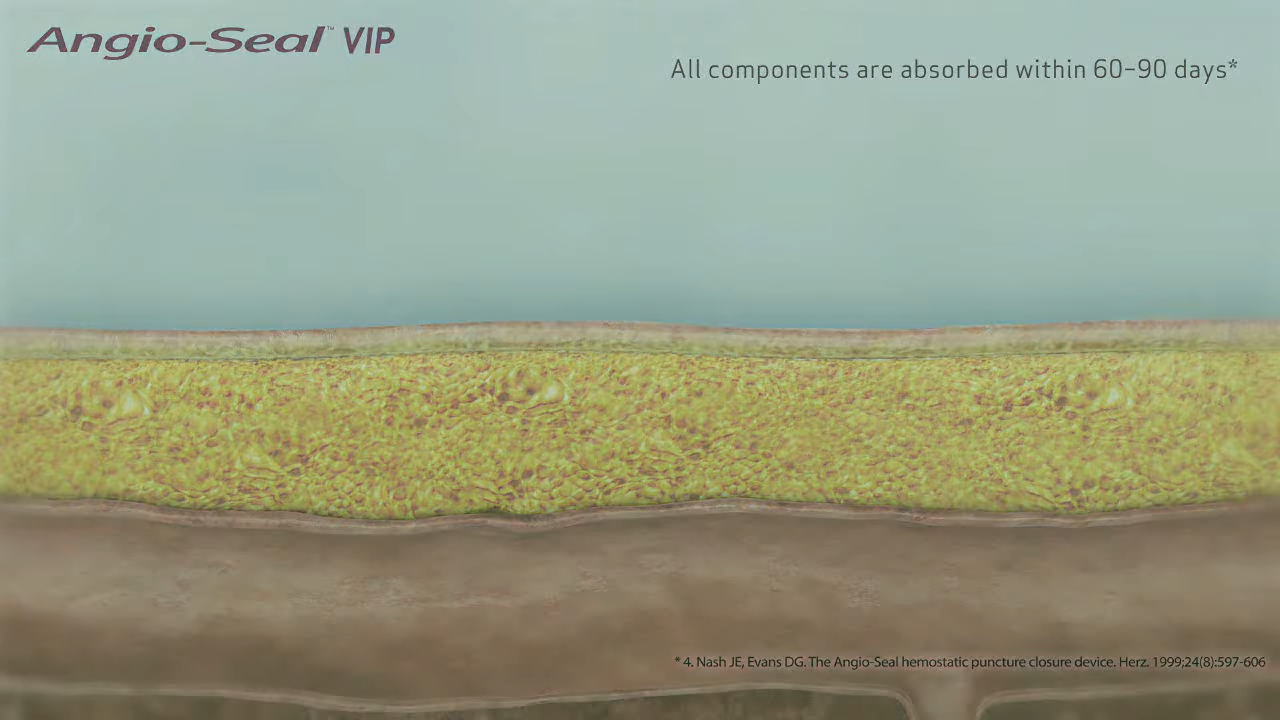 Angio-Seal™ VIP
All components are absorbed within 60–90 days*
* 4. Nash JE, Evans DG. The Angio-Seal hemostatic puncture closure device. Herz. 1999;24(8):597-606